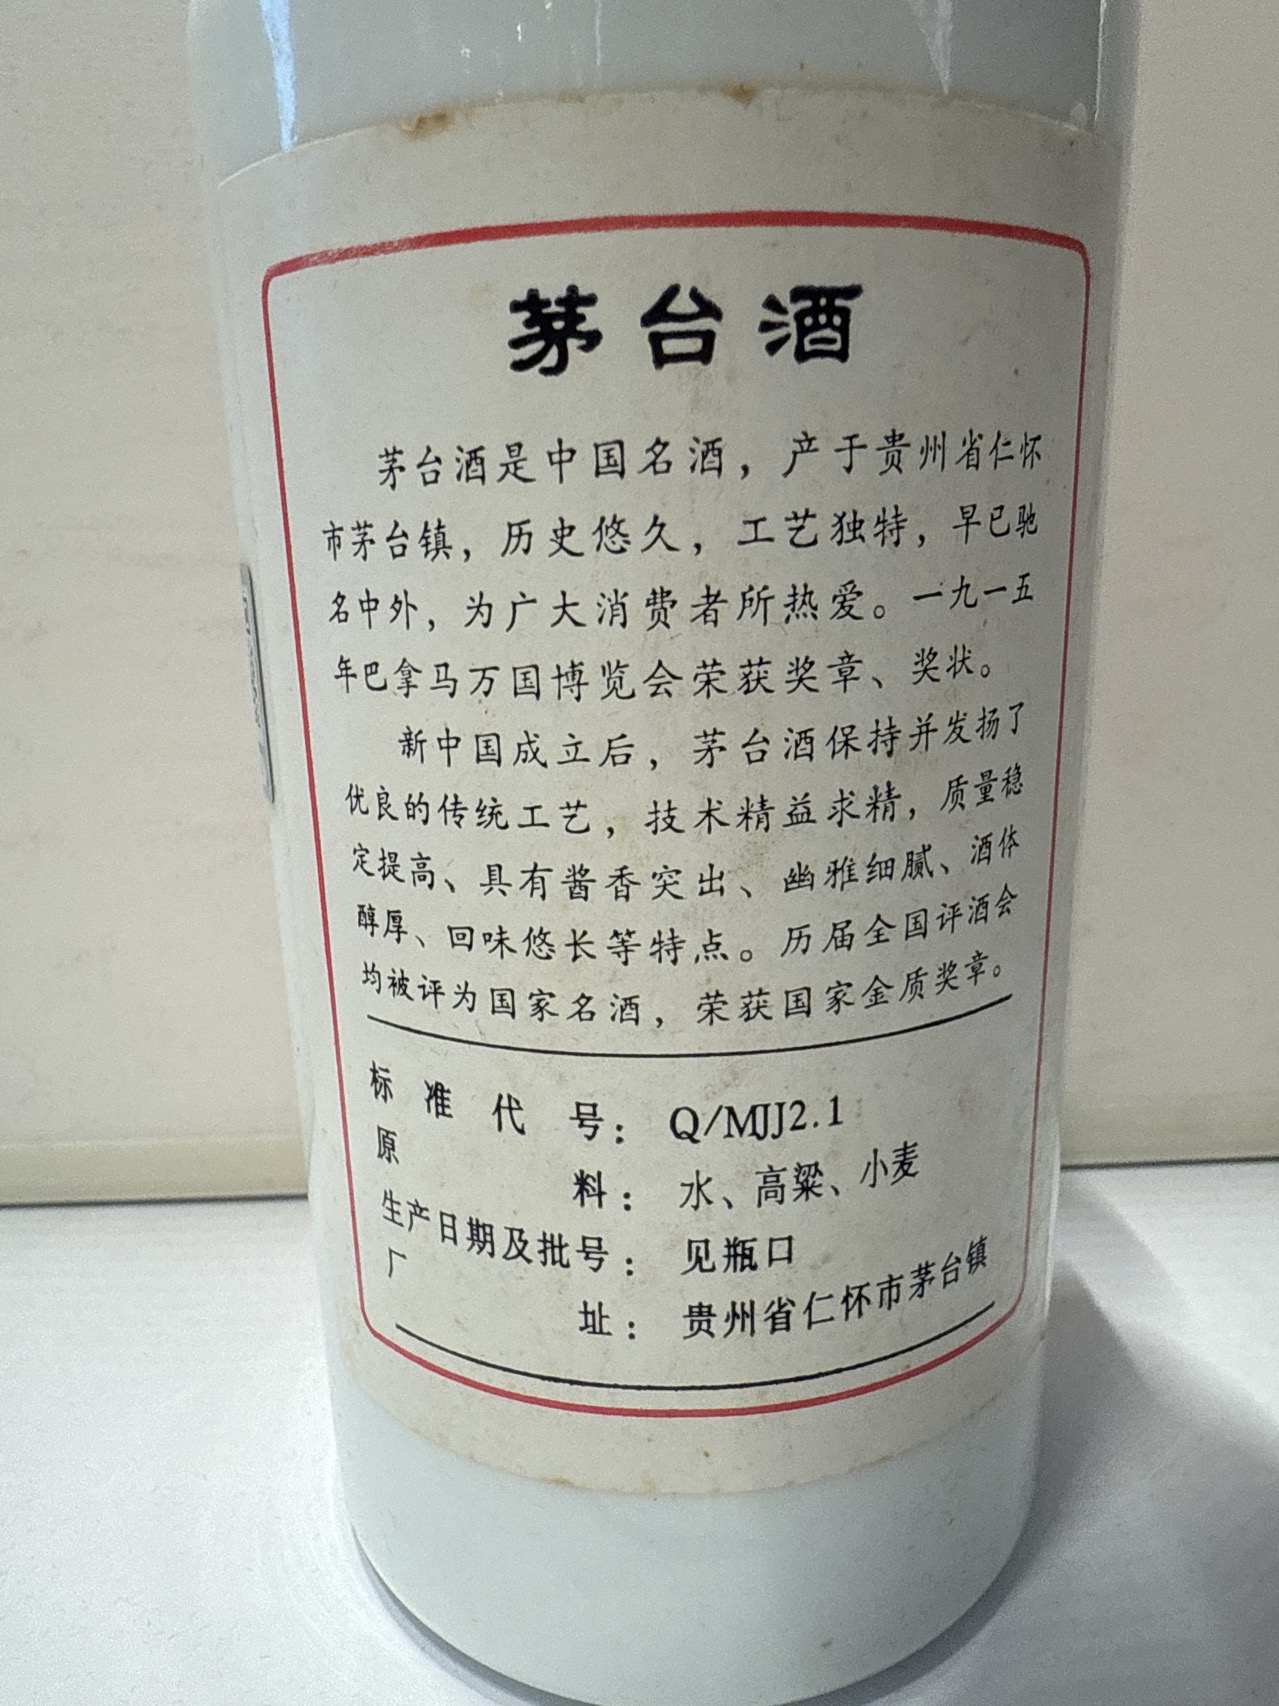 茅台酒
茅台酒是中国名酒，产于贵州省仁怀
市茅台镇，历史悠久，工艺独特，早已驰
名中外，为广大消费者所热爱。一九一五
年巴拿马万国博览会荣获奖章、奖状。
新中国成立后，茅台酒保持并发扬了
优良的传统工艺，技术精益求精，质量稳
定提高、具有酱香突出、幽雅细腻、酒体
醇厚、回味悠长等特点。历届全国评酒会
均被评为国家名酒，荣获国家金质奖章。
标准代号：Q/MJJ2.1
原料：水、高粱、小麦
生产日期及批号：见瓶口
厂址：贵州省仁怀市茅台镇